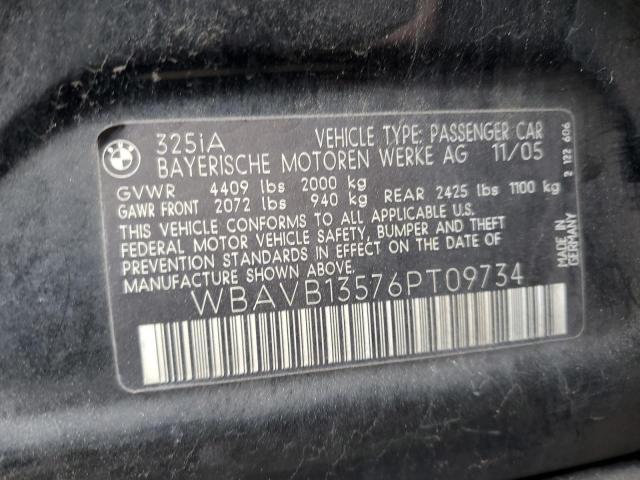 BMW
325iA VEHICLE TYPE: PASSENGER CAR
BAYERISCHE MOTOREN WERKE AG 11/05
GVWR 4409 lbs 2000 kg
GAWR FRONT 2072 lbs 940 kg REAR 2425 lbs 1100 kg
THIS VEHICLE CONFORMS TO ALL APPLICABLE U.S.
FEDERAL MOTOR VEHICLE SAFETY, BUMPER AND THEFT
PREVENTION STANDARDS IN EFFECT ON THE DATE OF
MANUFACTURE SHOWN ABOVE.
WBAVB13576PT09734
2 122 606
MADE IN
GERMANY